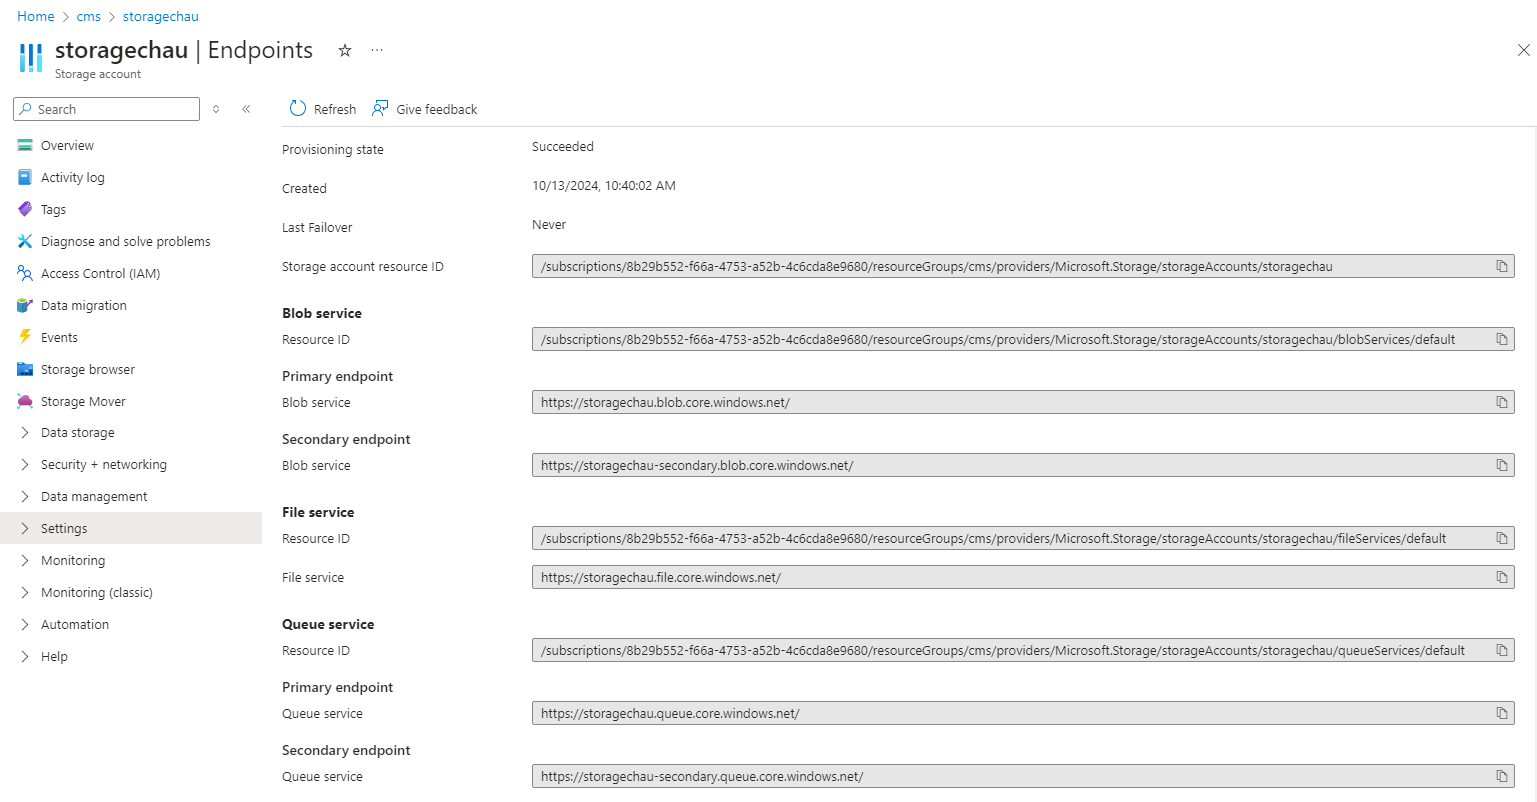 Home > cms > storagechau
storagechau | Endpoints
Storage account
Search
Refresh
Give feedback
Overview
Activity log
Tags
Diagnose and solve problems
Access Control (IAM)
Data migration
Events
Storage browser
Storage Mover
Data storage
Security + networking
Data management
Settings
Monitoring
Monitoring (classic)
Automation
Help
Provisioning state
Succeeded
Created
10/13/2024, 10:40:02 AM
Last Failover
Never
Storage account resource ID
/subscriptions/8b29b552-f66a-4753-a52b-4c6cda8e9680/resourceGroups/cms/providers/Microsoft.Storage/storageAccounts/storagechau
Blob service
Resource ID
/subscriptions/8b29b552-f66a-4753-a52b-4c6cda8e9680/resourceGroups/cms/providers/Microsoft.Storage/storageAccounts/storagechau/blobServices/default
Primary endpoint
Blob service
https://storagechau.blob.core.windows.net/
Secondary endpoint
Blob service
https://storagechau-secondary.blob.core.windows.net/
File service
Resource ID
/subscriptions/8b29b552-f66a-4753-a52b-4c6cda8e9680/resourceGroups/cms/providers/Microsoft.Storage/storageAccounts/storagechau/fileServices/default
File service
https://storagechau.file.core.windows.net/
Queue service
Resource ID
/subscriptions/8b29b552-f66a-4753-a52b-4c6cda8e9680/resourceGroups/cms/providers/Microsoft.Storage/storageAccounts/storagechau/queueServices/default
Primary endpoint
Queue service
https://storagechau.queue.core.windows.net/
Secondary endpoint
Queue service
https://storagechau-secondary.queue.core.windows.net/